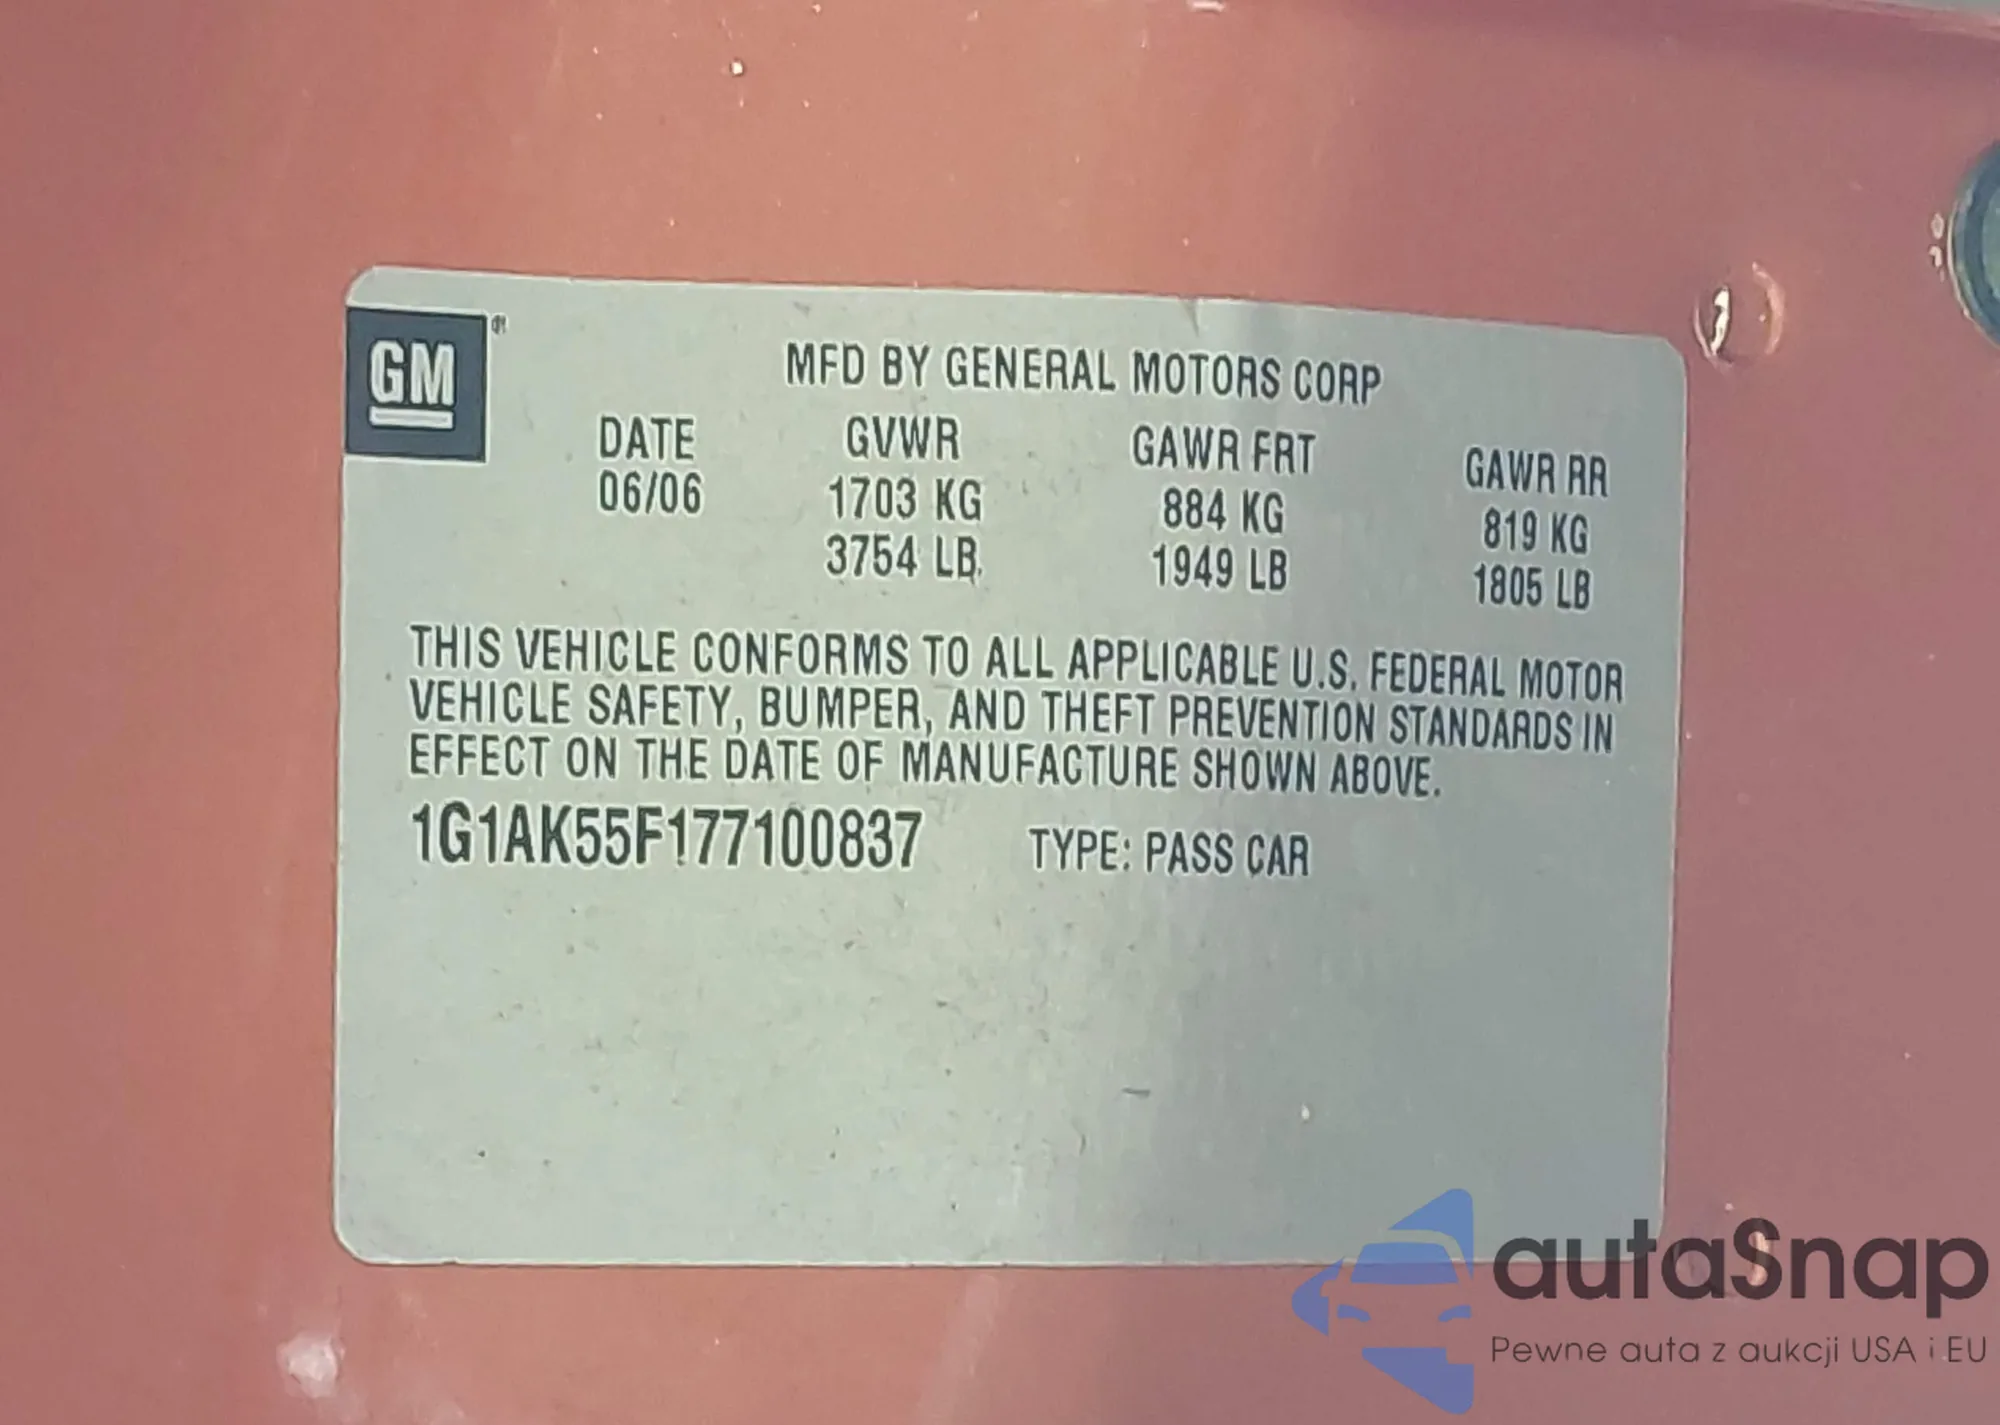 GM
MFD BY GENERAL MOTORS CORP
DATE GVWR GAWR FRT GAWR RR
06/06 1703 KG 884 KG 819 KG
3754 LB 1949 LB 1805 LB
THIS VEHICLE CONFORMS TO ALL APPLICABLE U.S. FEDERAL MOTOR
VEHICLE SAFETY, BUMPER, AND THEFT PREVENTION STANDARDS IN
EFFECT ON THE DATE OF MANUFACTURE SHOWN ABOVE.
1G1AK55F177100837 TYPE: PASS CAR
autaSnap
Pewne auta z aukcji USA i EU